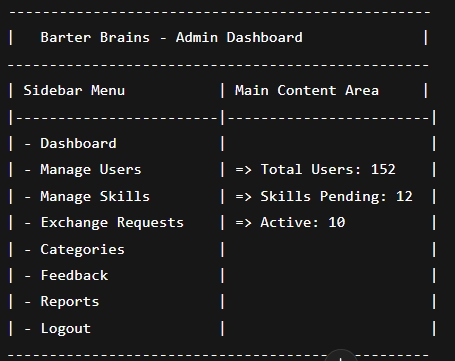 --------------------------------------------------
|   Barter Brains - Admin Dashboard              |
--------------------------------------------------
| Sidebar Menu           | Main Content Area     |
|------------------------|------------------------|
| - Dashboard            |                        |
| - Manage Users         | => Total Users: 152    |
| - Manage Skills        | => Skills Pending: 12  |
| - Exchange Requests    | => Active: 10          |
| - Categories           |                        |
| - Feedback             |                        |
| - Reports              |                        |
| - Logout               |                        |
--------------------------------------------------